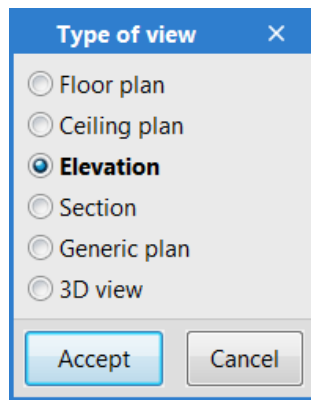 Type of view
Floor plan
Ceiling plan
Elevation
Section
Generic plan
3D view
Accept Cancel